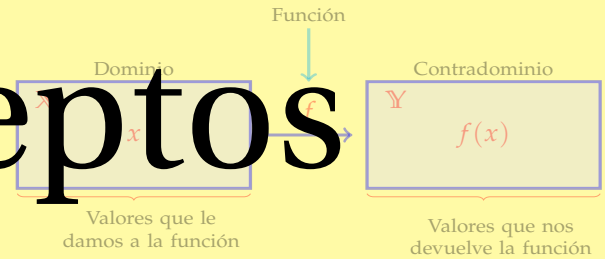 Función
Dominio
Contradominio
eptos
X
x
f
𝕐
f(x)
Valores que le
damos a la función
Valores que nos
devuelve la función